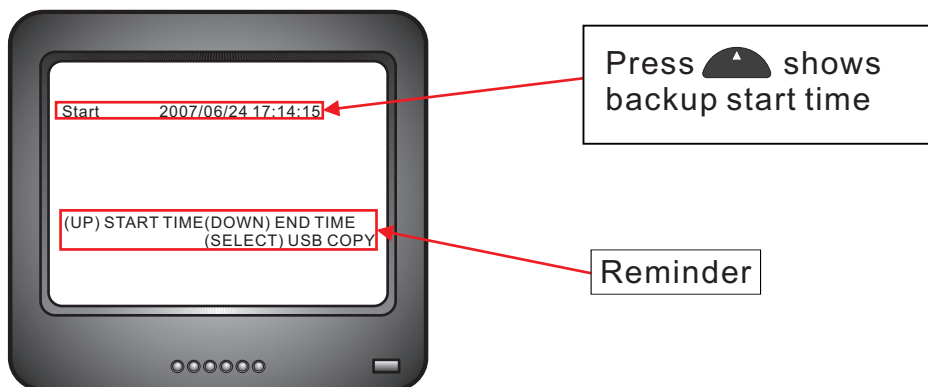 Press shows
backup start time
Start 2007/06/24 17:14:15
(UP) START TIME(DOWN) END TIME
(SELECT) USB COPY
Reminder